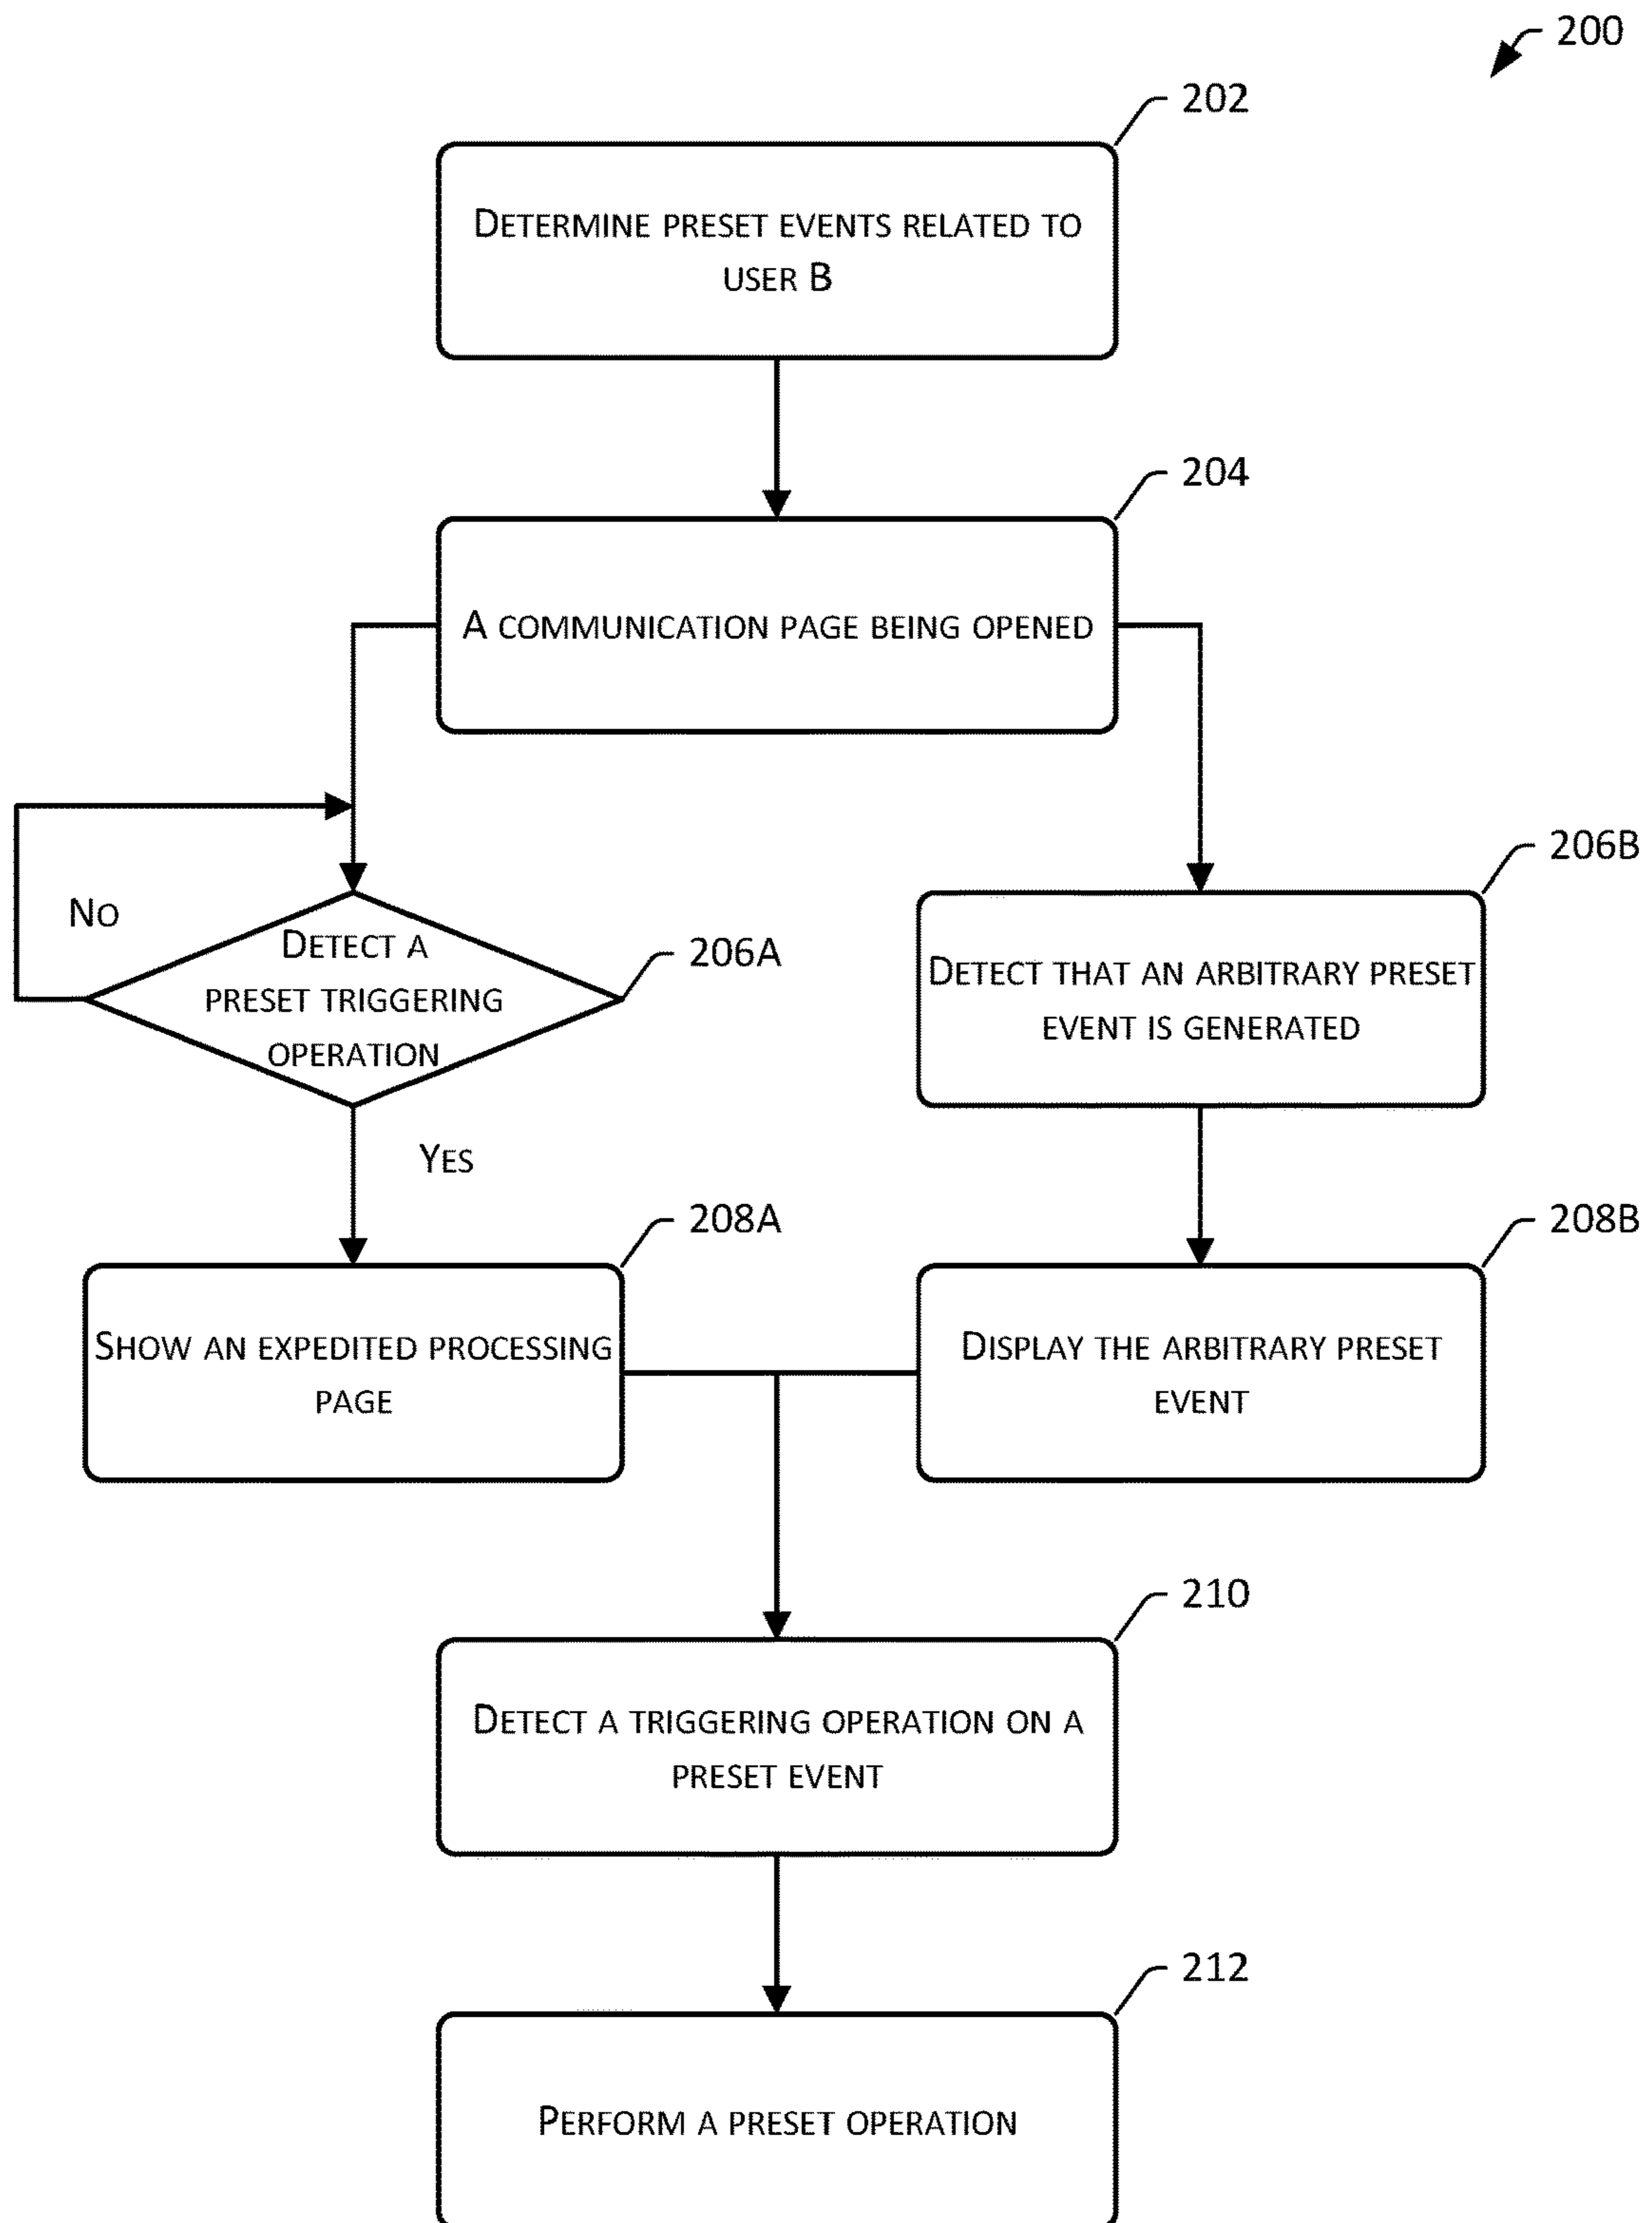 200
202
DETERMINE PRESET EVENTS RELATED TO
USER B
204
A COMMUNICATION PAGE BEING OPENED
206B
NO
DETECT A
PRESET TRIGGERING
OPERATION
206A
DETECT THAT AN ARBITRARY PRESET
EVENT IS GENERATED
YES
208A
208B
SHOW AN EXPEDITED PROCESSING
PAGE
DISPLAY THE ARBITRARY PRESET
EVENT
210
DETECT A TRIGGERING OPERATION ON A
PRESET EVENT
212
PERFORM A PRESET OPERATION